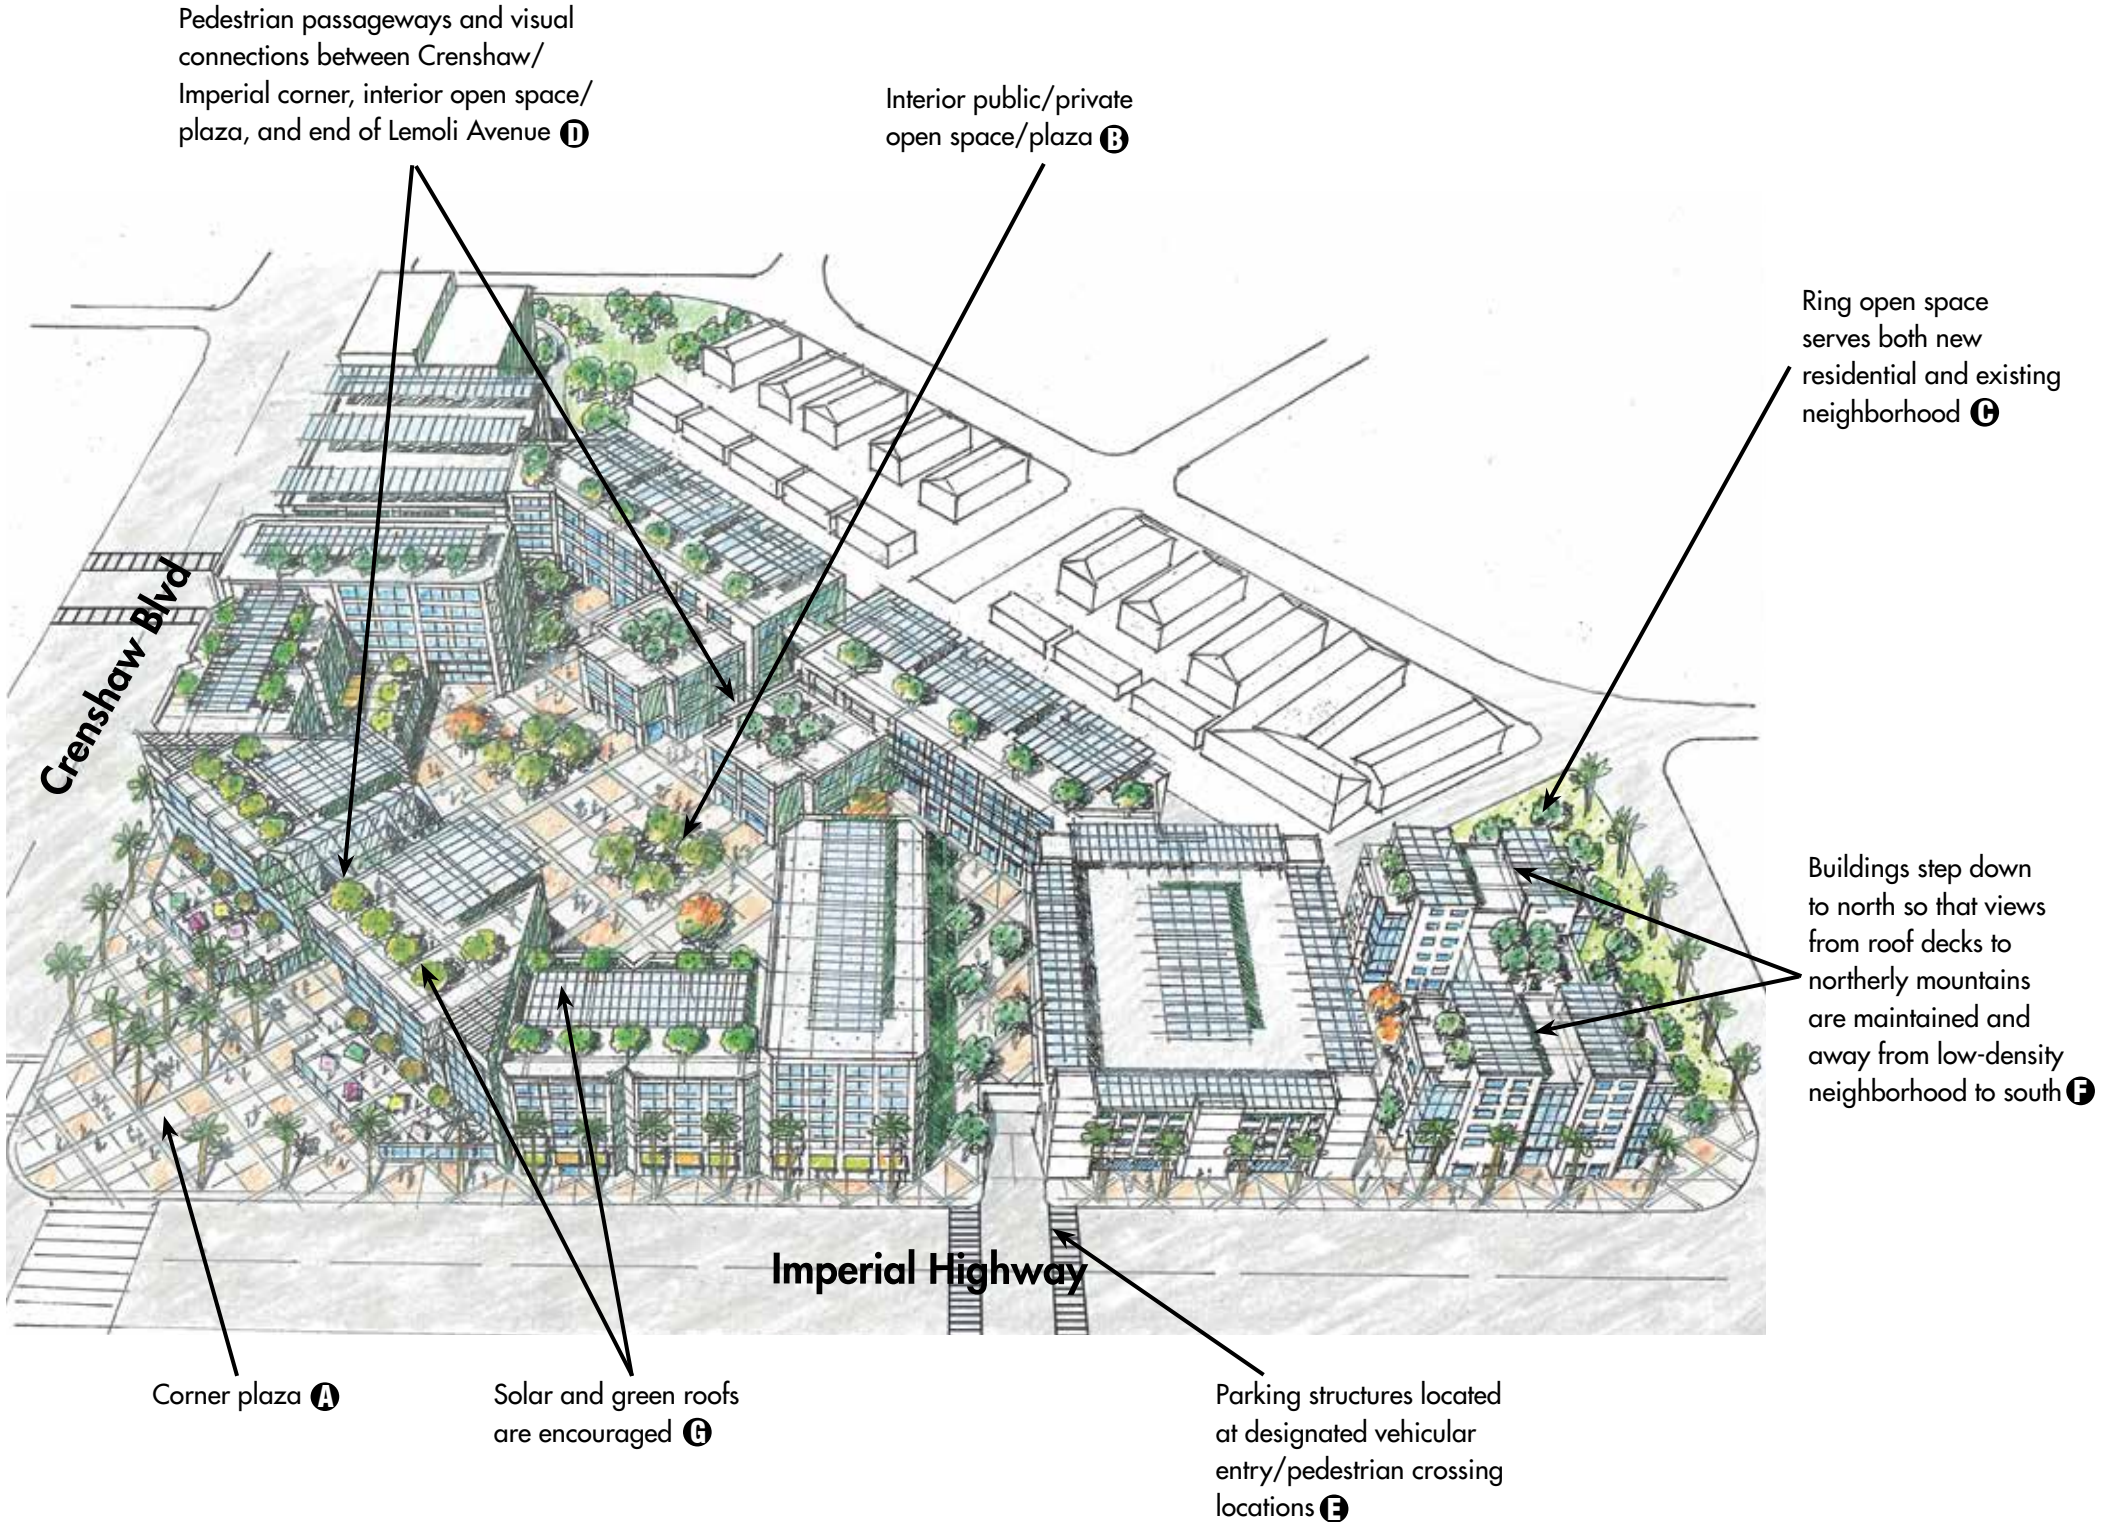 Pedestrian passageways and visual
connections between Crenshaw/
Imperial corner, interior open space/
plaza, and end of Lemoli Avenue D
Interior public/private
open space/plaza B
Ring open space
serves both new
residential and existing
neighborhood C
Crenshaw Blvd
Buildings step down
to north so that views
from roof decks to
northerly mountains
are maintained and
away from low-density
neighborhood to south F
Imperial Highway
Corner plaza A
Solar and green roofs
are encouraged G
Parking structures located
at designated vehicular
entry/pedestrian crossing
locations E